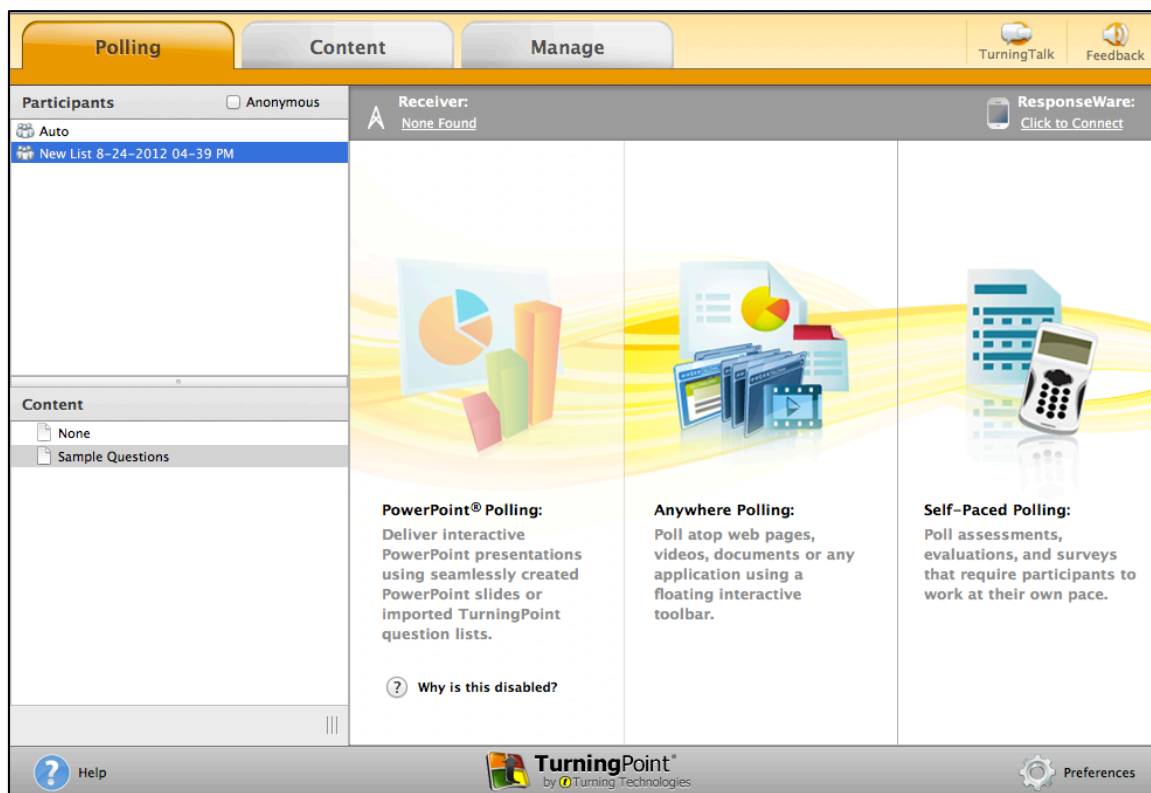 Polling
Content
Manage
TurningTalk
Feedback
Participants
Anonymous
Auto
New List 8-24-2012 04-39 PM
Receiver:
None Found
ResponseWare:
Click to Connect
Content
None
Sample Questions
PowerPoint® Polling:
Deliver interactive
PowerPoint presentations
using seamlessly created
PowerPoint slides or
imported TurningPoint
question lists.
Why is this disabled?
Anywhere Polling:
Poll atop web pages,
videos, documents or any
application using a
floating interactive
toolbar.
Self-Paced Polling:
Poll assessments,
evaluations, and surveys
that require participants to
work at their own pace.
Help
TurningPoint®
by Turning Technologies
Preferences